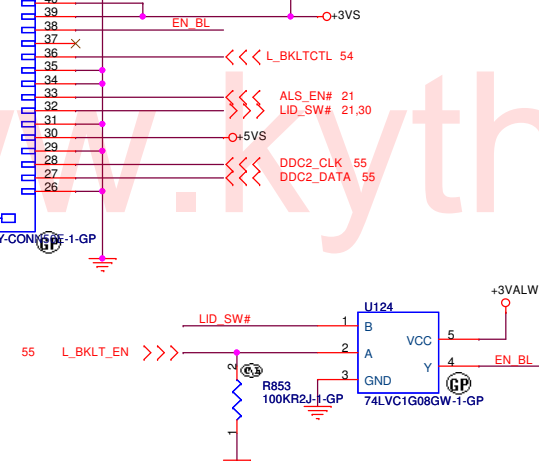 39
+3VS
EN_BL
38
37
36
L_BKLTCTL 54
35
34
33
ALS_EN# 21
32
LID_SW# 21,30
31
30
+5VS
29
28
DDC2_CLK 55
27
DDC2_DATA 55
26
w.kyth
GP
+3VALW
U124
LID_SW#
1
B
VCC
5
55
L_BKLT_EN
2
A
Y
4
EN_BL
3
GND
GP
2
R853
100KR2J-1-GP
74LVC1G08GW-1-GP
1